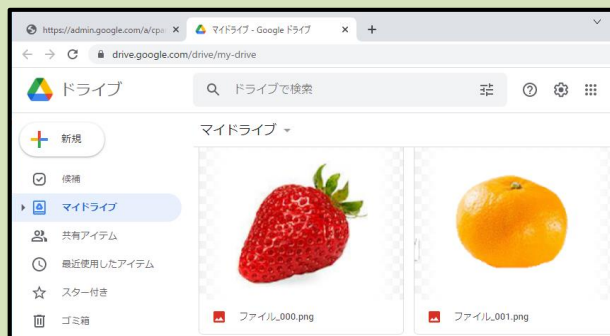 https://admin.google.com/a/cpa
マイドライブ - Google ドライブ
drive.google.com/drive/my-drive
ドライブ
ドライブで検索
新規
マイドライブ
候補
マイドライブ
共有アイテム
最近使用したアイテム
スター付き
ゴミ箱
ファイル_000.png
ファイル_001.png